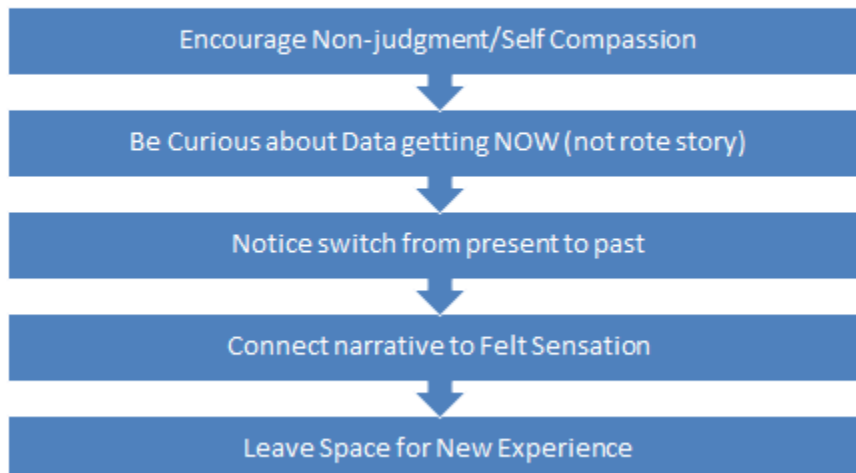 Encourage Non-judgment/Self Compassion
Be Curious about Data getting NOW (not rote story)
Notice switch from present to past
Connect narrative to Felt Sensation
Leave Space for New Experience